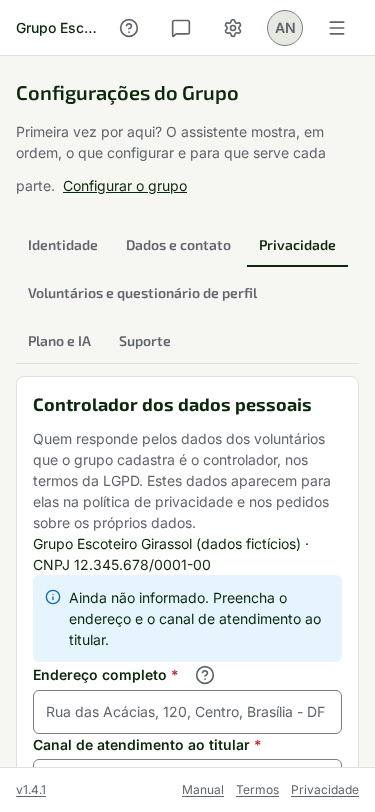 Grupo Esc...
AN
Configurações do Grupo
Primeira vez por aqui? O assistente mostra, em
ordem, o que configurar e para que serve cada
parte. Configurar o grupo
Identidade Dados e contato Privacidade
Voluntários e questionário de perfil
Plano e IA Suporte
Controlador dos dados pessoais
Quem responde pelos dados dos voluntários
que o grupo cadastra é o controlador, nos
termos da LGPD. Estes dados aparecem para
elas na política de privacidade e nos pedidos
sobre os próprios dados.
Grupo Escoteiro Girassol (dados fictícios) ·
CNPJ 12.345.678/0001-00
Ainda não informado. Preencha o
endereço e o canal de atendimento ao
titular.
Endereço completo *
Rua das Acácias, 120, Centro, Brasília - DF
Canal de atendimento ao titular *
v1.4.1 Manual Termos Privacidade